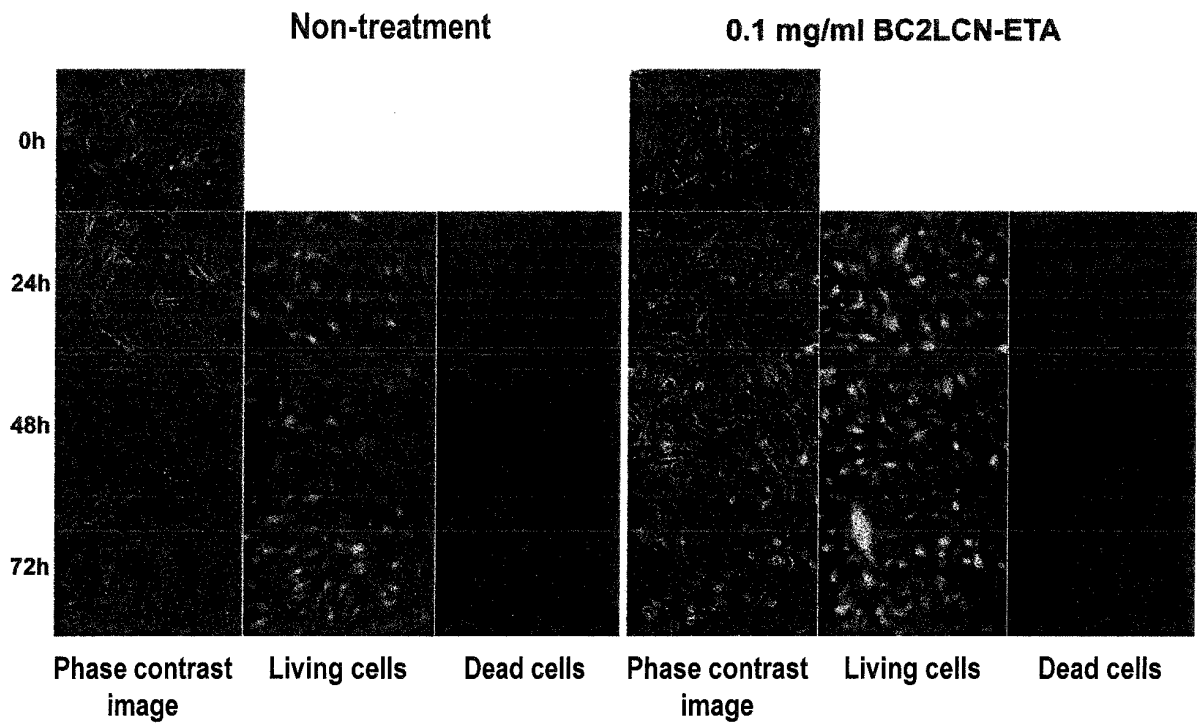 Non-treatment
0.1 mg/ml BC2LCN-ETA
0h
24h
48h
72h
Phase contrast
image
Living cells
Dead cells
Phase contrast
image
Living cells
Dead cells